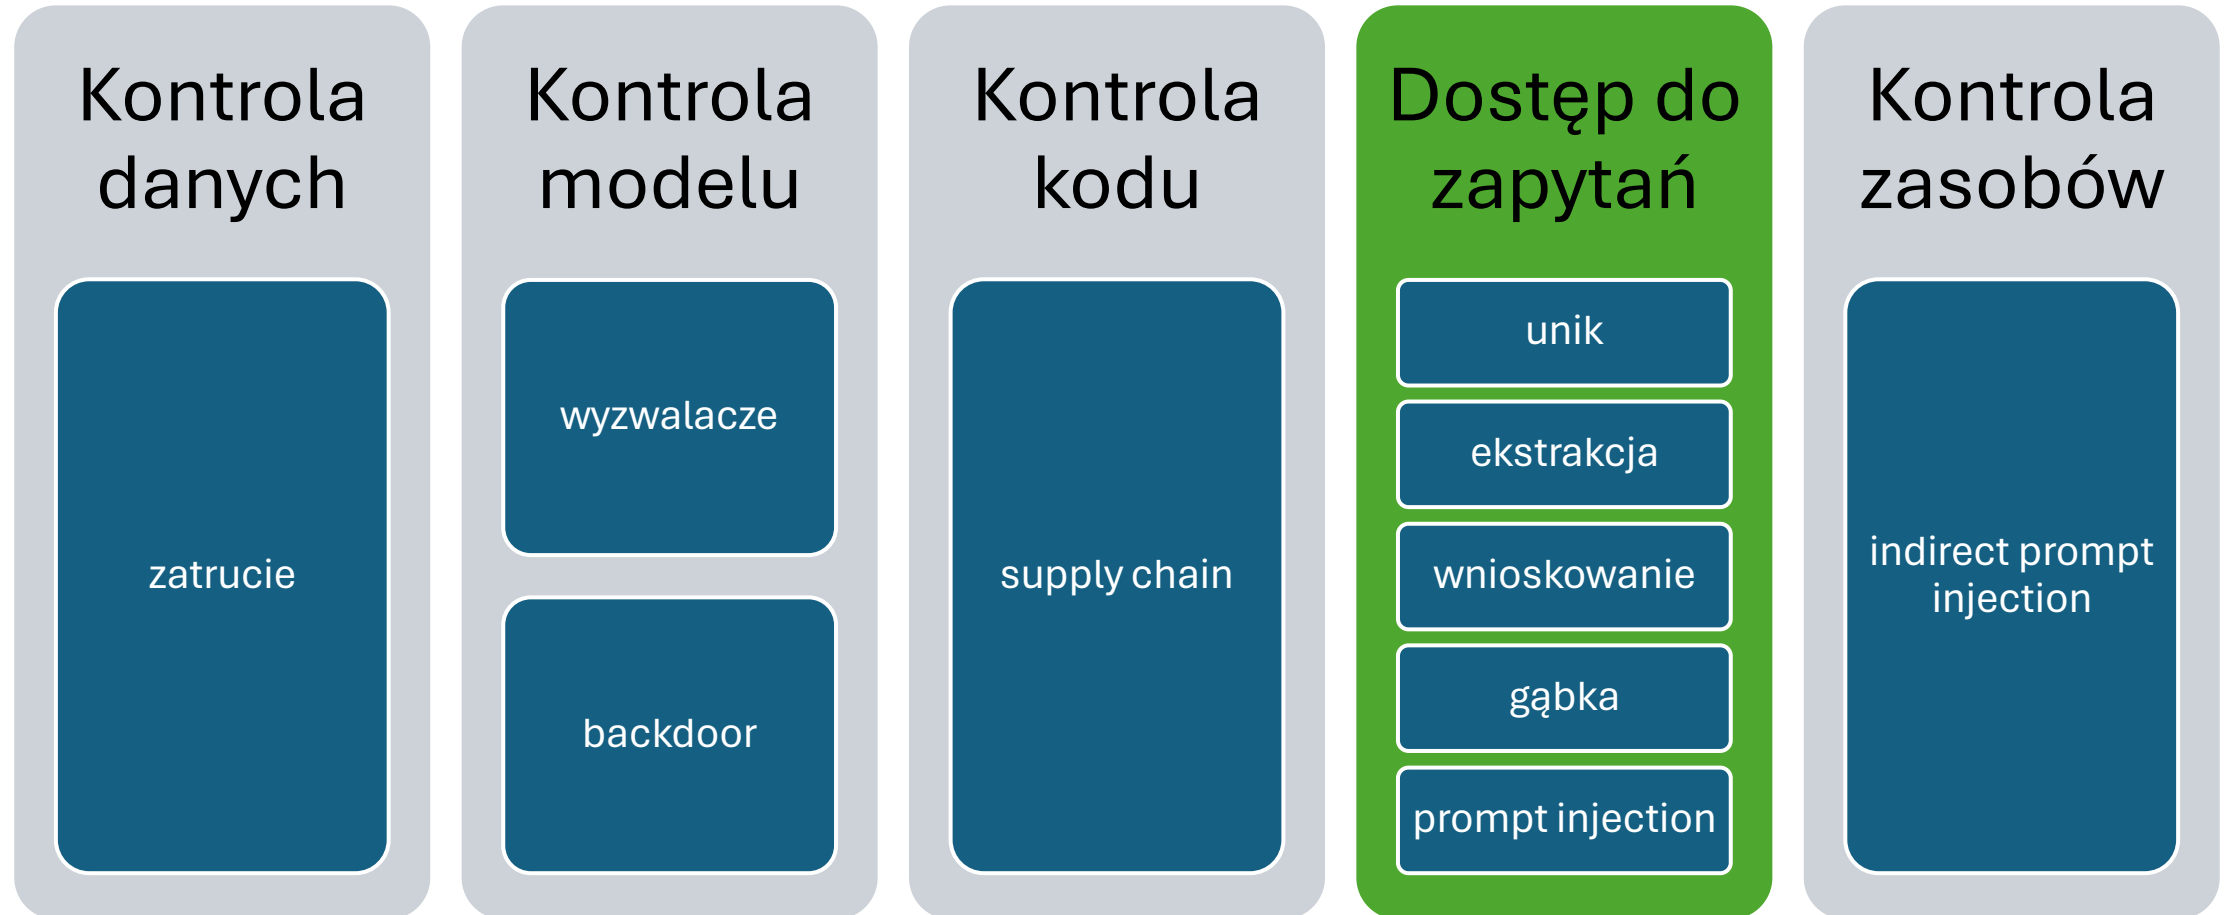 Kontrola
danych
zatrucie
Kontrola
modelu
wyzwalacze
backdoor
Kontrola
kodu
supply chain
Dostęp do
zapytań
unik
ekstrakcja
wnioskowanie
gąbka
prompt injection
Kontrola
zasobów
indirect prompt
injection